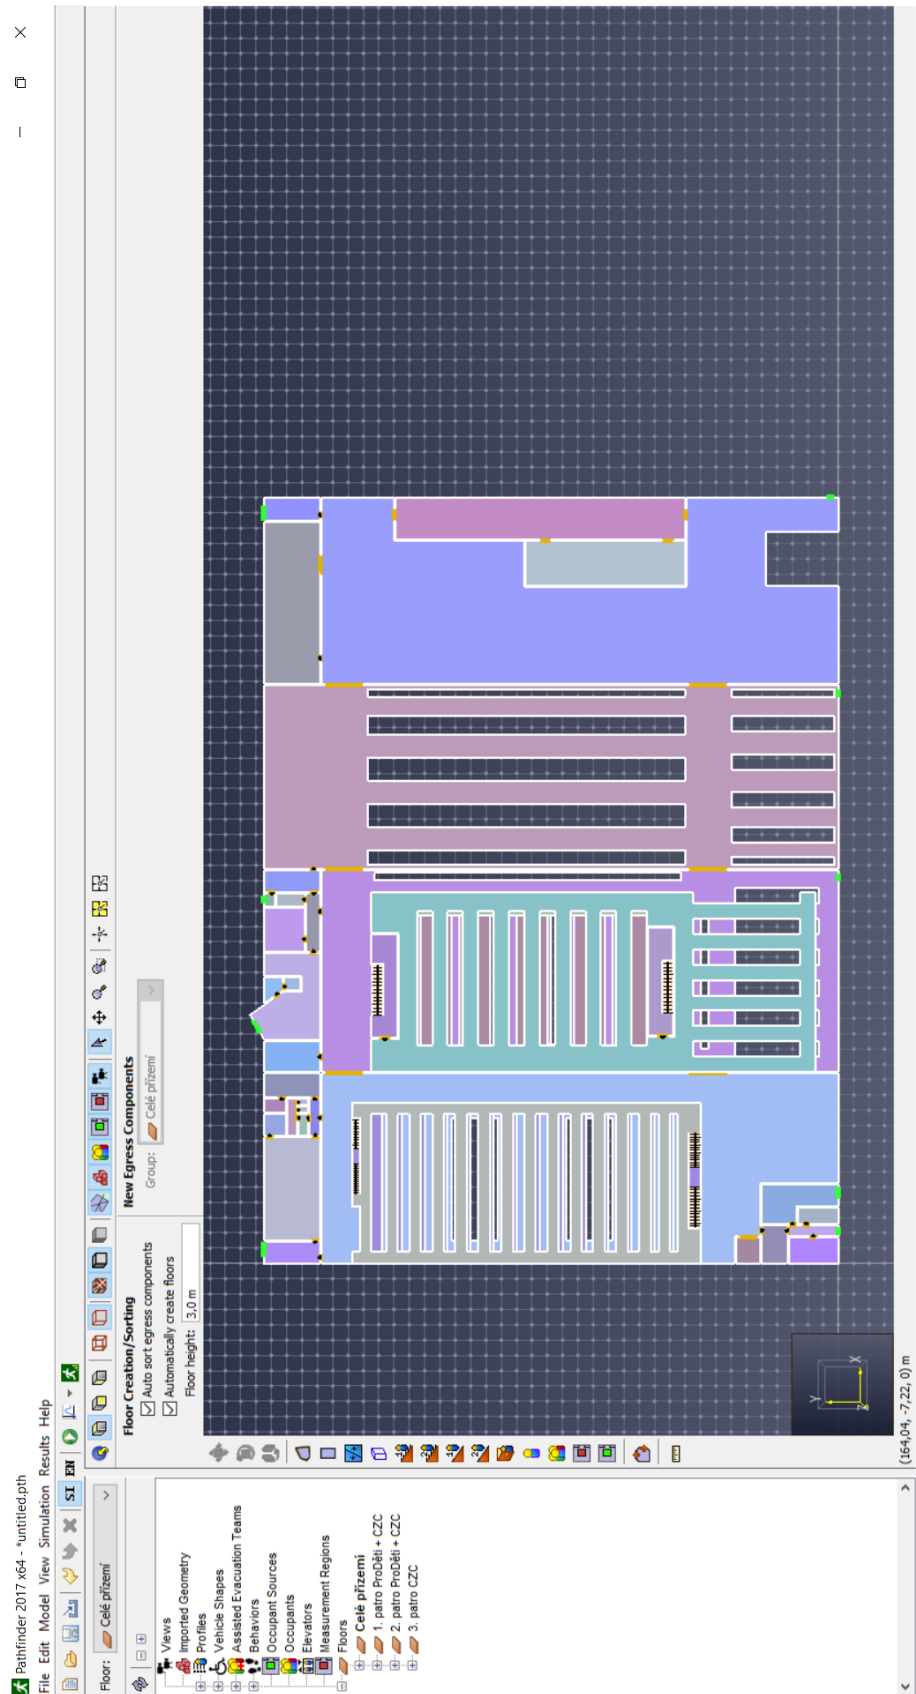 Pathfinder 2017 x64 - *untitled.pth
File Edit Model View Simulation Results Help
SI EN
Floor: Celé přízemí
Views
Imported Geometry
Profiles
Vehicle Shapes
Assisted Evacuation Teams
Behaviors
Occupant Sources
Occupants
Elevators
Measurement Regions
Floors
Celé přízemí
1. patro ProDěti + CZC
2. patro ProDěti + CZC
3. patro CZC
Floor Creation/Sorting
Auto sort egress components
Automatically create floors
Floor height: 3,0 m
New Egress Components
Group: Celé přízemí
Y
X
Z
(164,04, -7,22, 0) m